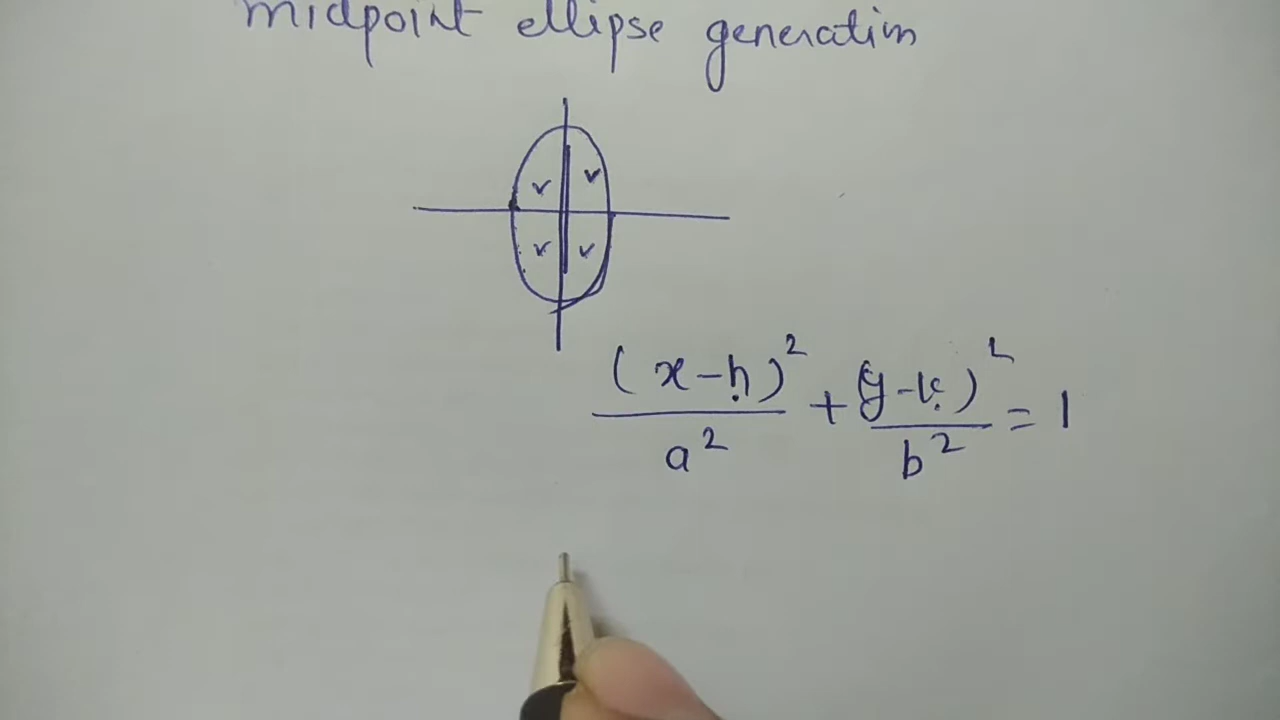 midpoint ellipse generation
(x-h)² / a² + (y-k)² / b² = 1